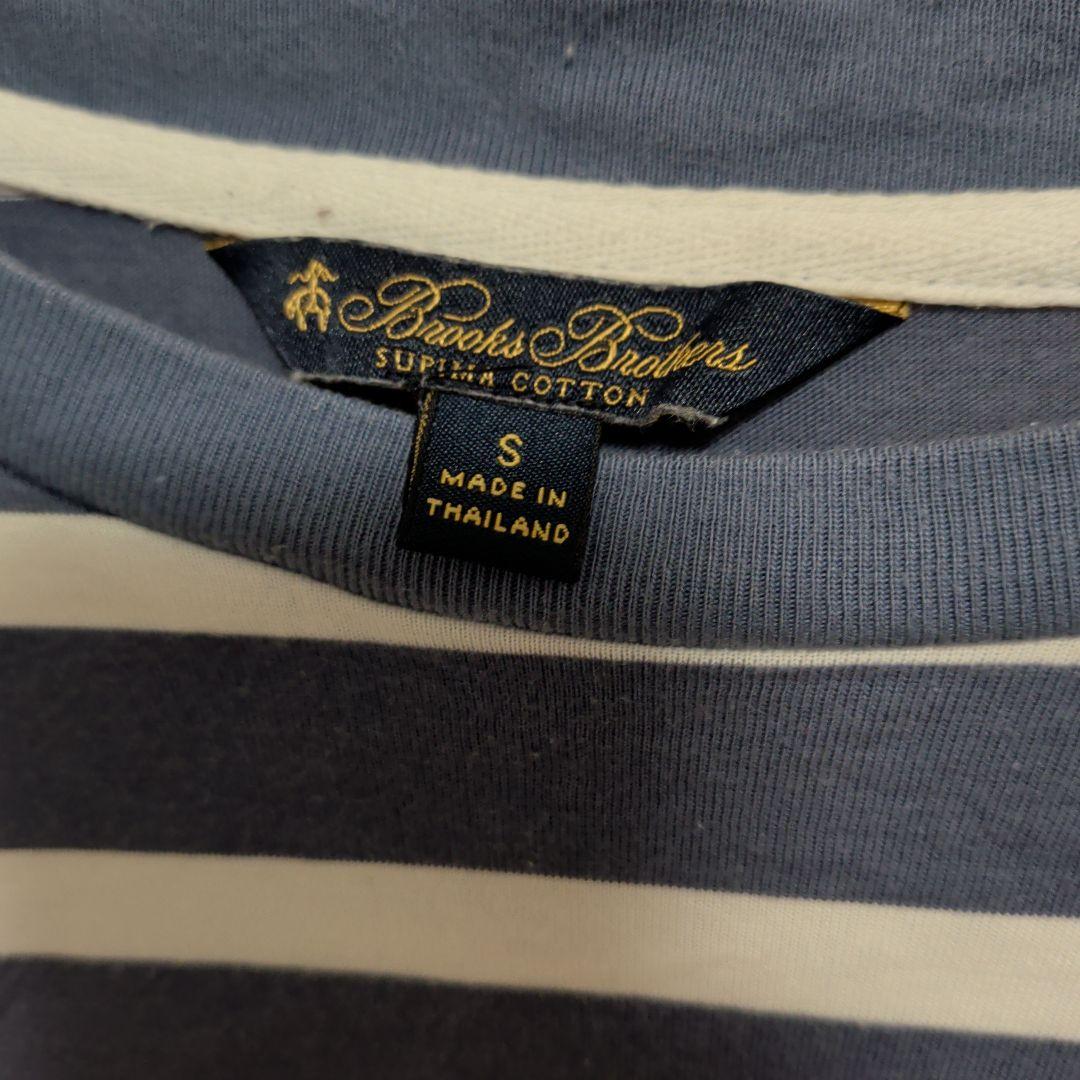 Brooks Brothers
SUPIMA COTTON
S
MADE IN
THAILAND